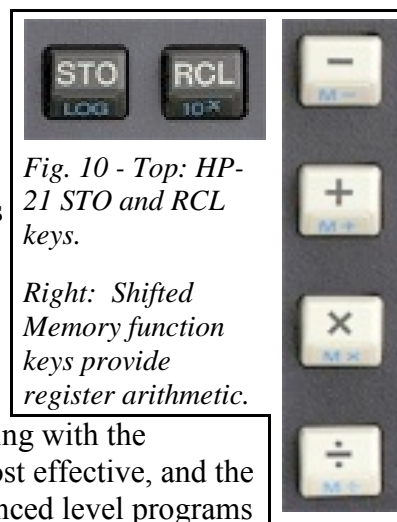 STO RCL
LOG 10ˣ
Fig. 10 - Top: HP-
21 STO and RCL
keys.
Right: Shifted
Memory function
keys provide
register arithmetic.
−
M−
+
M+
×
M×
÷
M÷
s
ing with the
ost effective, and the
nced level programs